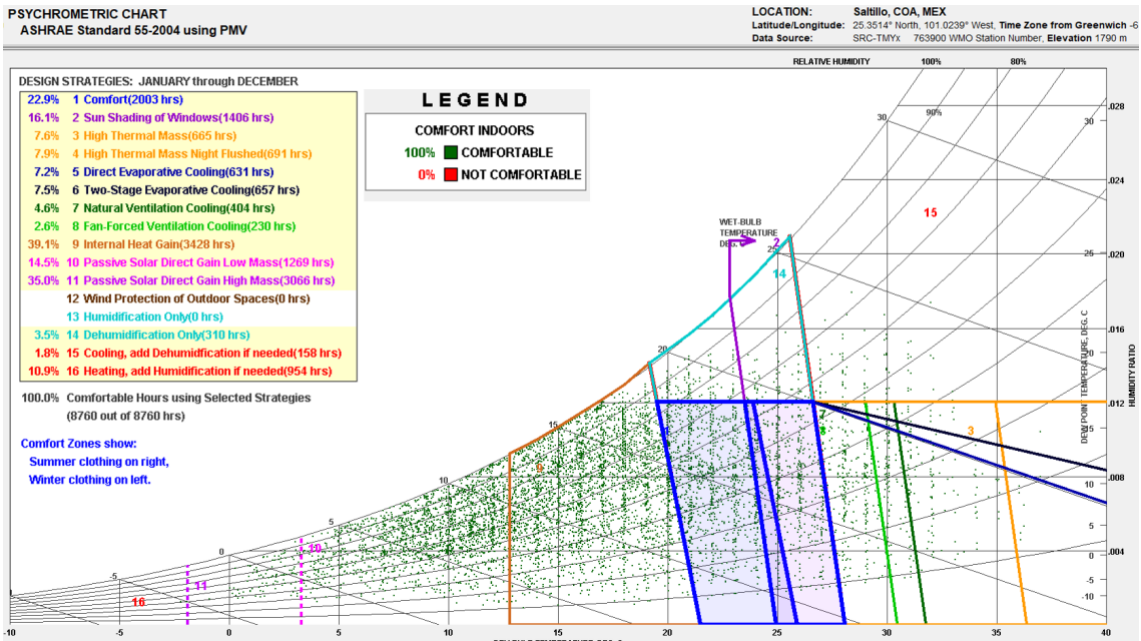 PSYCHROMETRIC CHART
ASHRAE Standard 55-2004 using PMV
LOCATION: Saltillo, COA, MEX
Latitude/Longitude: 25.3514° North, 101.0239° West, Time Zone from Greenwich -6
Data Source: SRC-TMYx 763900 WMO Station Number, Elevation 1790 m
RELATIVE HUMIDITY 100% 80%
DESIGN STRATEGIES: JANUARY through DECEMBER
22.9% 1 Comfort(2003 hrs)
16.1% 2 Sun Shading of Windows(1406 hrs)
7.6% 3 High Thermal Mass(665 hrs)
7.9% 4 High Thermal Mass Night Flushed(691 hrs)
7.2% 5 Direct Evaporative Cooling(631 hrs)
7.5% 6 Two-Stage Evaporative Cooling(657 hrs)
4.6% 7 Natural Ventilation Cooling(404 hrs)
2.6% 8 Fan-Forced Ventilation Cooling(230 hrs)
39.1% 9 Internal Heat Gain(3428 hrs)
14.5% 10 Passive Solar Direct Gain Low Mass(1269 hrs)
35.0% 11 Passive Solar Direct Gain High Mass(3066 hrs)
12 Wind Protection of Outdoor Spaces(0 hrs)
13 Humidification Only(0 hrs)
3.5% 14 Dehumidification Only(310 hrs)
1.8% 15 Cooling, add Dehumidfication if needed(158 hrs)
10.9% 16 Heating, add Humidification if needed(954 hrs)
100.0% Comfortable Hours using Selected Strategies
(8760 out of 8760 hrs)
Comfort Zones show:
Summer clothing on right,
Winter clothing on left.
LEGEND
COMFORT INDOORS
100% COMFORTABLE
0% NOT COMFORTABLE
90%
30
30
.028
.024
15
WET-BULB
TEMPERATURE
DEG.
2
25
14
25
.020
.016
20
20
DEW POINT TEMPERATURE, DEG. C
HUMIDITY RATIO
.012
15
7
3
15
9
10
10
.008
5
5
10
0
0
.004
-5
11
-5
16
-10
-10
-5
0
5
10
15
20
25
30
35
40